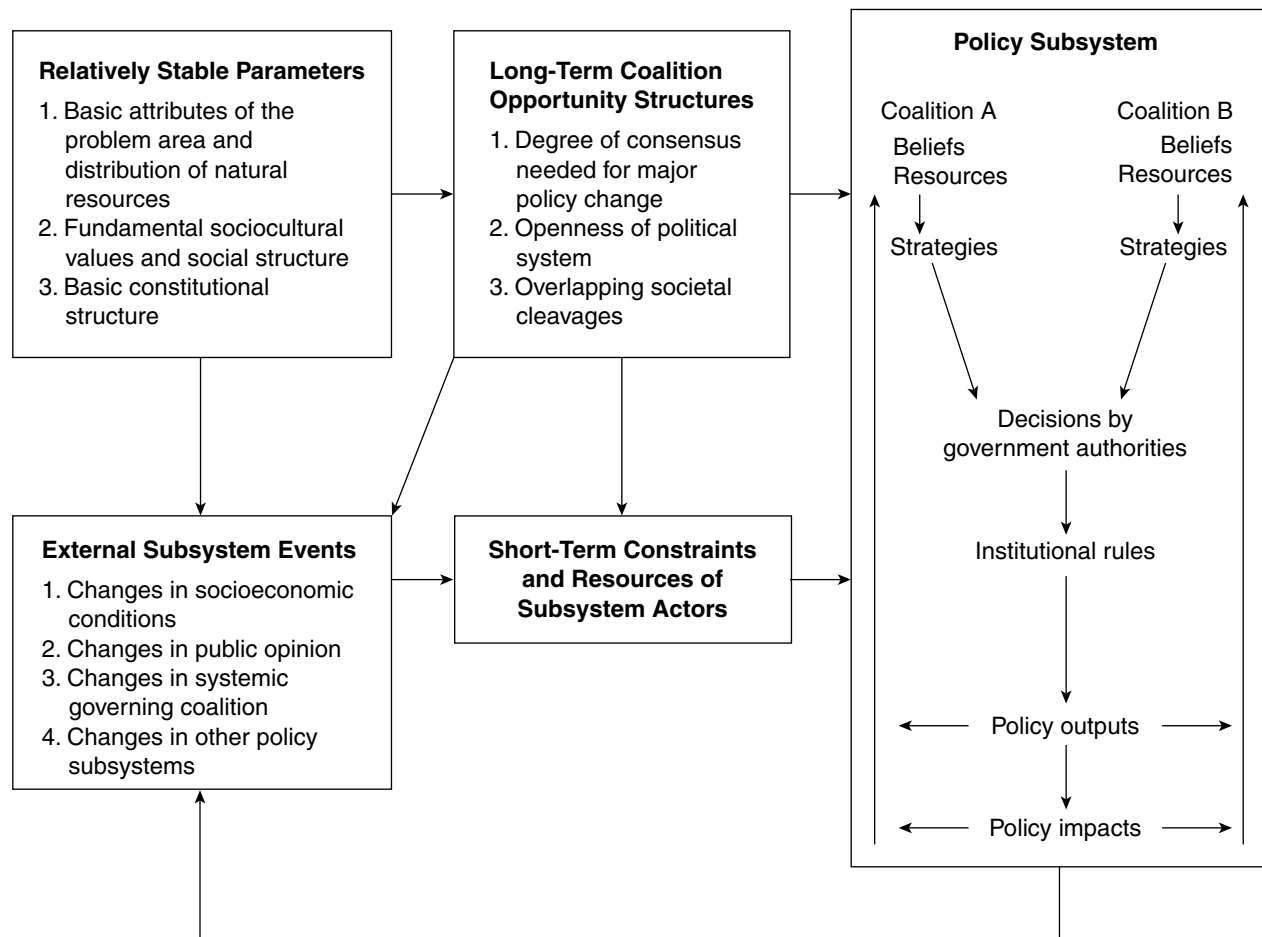 Relatively Stable Parameters
1. Basic attributes of the
problem area and
distribution of natural
resources
2. Fundamental sociocultural
values and social structure
3. Basic constitutional
structure
Long-Term Coalition
Opportunity Structures
1. Degree of consensus
needed for major
policy change
2. Openness of political
system
3. Overlapping societal
cleavages
External Subsystem Events
1. Changes in socioeconomic
conditions
2. Changes in public opinion
3. Changes in systemic
governing coalition
4. Changes in other policy
subsystems
Short-Term Constraints
and Resources of
Subsystem Actors
Policy Subsystem
Coalition A
Beliefs
Resources
Strategies
Coalition B
Beliefs
Resources
Strategies
Decisions by
government authorities
Institutional rules
Policy outputs
Policy impacts